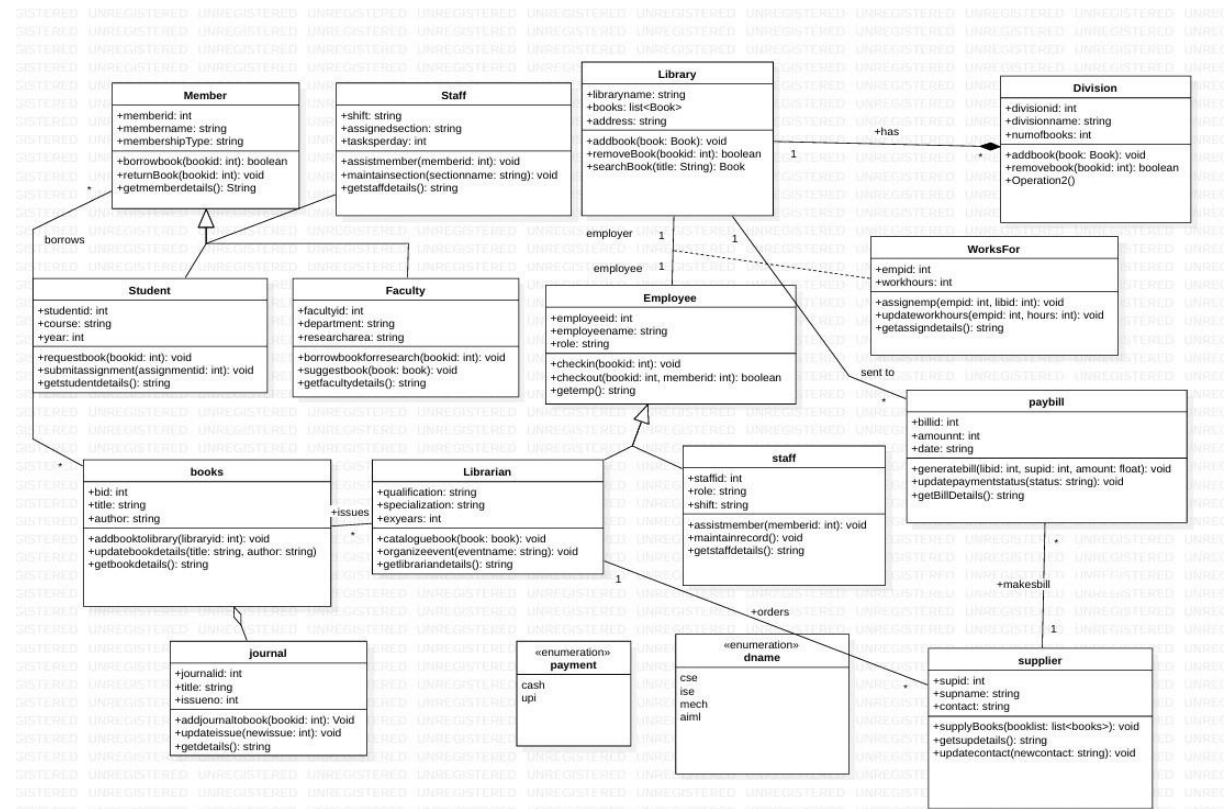 Member
+memberid: int
+membername: string
+membershipType: string
+borrowbook(bookid: int): boolean
+returnBook(bookid: int): void
+getmemberdetails(): String
Staff
+shift: string
+assignedsection: string
+tasksperday: int
+assistmember(memberid: int): void
+maintainsection(sectionname: string): void
+getstaffdetails(): string
Library
+libraryname: string
+books: list<Book>
+address: string
+addbook(book: Book): void
+removeBook(bookid: int): boolean
+searchBook(title: String): Book
+has
1
*
Division
+divisionid: int
+divisionname: string
+numofbooks: int
+addbook(book: Book): void
+removebook(bookid: int): boolean
+Operation2()
*
borrows
*
employer
1
employee
1
1
sent to
*
WorksFor
+empid: int
+workhours: int
+assignemp(empid: int, libid: int): void
+updateworkhours(empid: int, hours: int): void
+getassigndetails(): string
Student
+studentid: int
+course: string
+year: int
+requestbook(bookid: int): void
+submitassignment(assignmentid: int): void
+getstudentdetails(): string
Faculty
+facultyid: int
+department: string
+researcharea: string
+borrowbookforresearch(bookid: int): void
+suggestbook(book: book): void
+getfacultydetails(): string
Employee
+employeeid: int
+employeename: string
+role: string
+checkin(bookid: int): void
+checkout(bookid: int, memberid: int): boolean
+getemp(): string
paybill
+billid: int
+amounnt: int
+date: string
+generatebill(libid: int, supid: int, amount: float): void
+updatepaymentstatus(status: string): void
+getBillDetails(): string
books
+bid: int
+title: string
+author: string
+addbooktolibrary(libraryid: int): void
+updatebookdetails(title: string, author: string)
+getbookdetails(): string
+issues
*
Librarian
+qualification: string
+specialization: string
+exyears: int
+cataloguebook(book: book): void
+organizeevent(eventname: string): void
+getlibrariandetails(): string
staff
+staffid: int
+role: string
+shift: string
+assistmember(memberid: int): void
+maintainrecord(): void
+getstaffdetails(): string
1
+orders
*
*
+makesbill
1
journal
+journalid: int
+title: string
+issueno: int
+addjournaltobook(bookid: int): Void
+updateissue(newissue: int): void
+getdetails(): string
«enumeration»
payment
cash
upi
«enumeration»
dname
cse
ise
mech
aiml
supplier
+supid: int
+supname: string
+contact: string
+supplyBooks(booklist: list<books>): void
+getsupdetails(): string
+updatecontact(newcontact: string): void